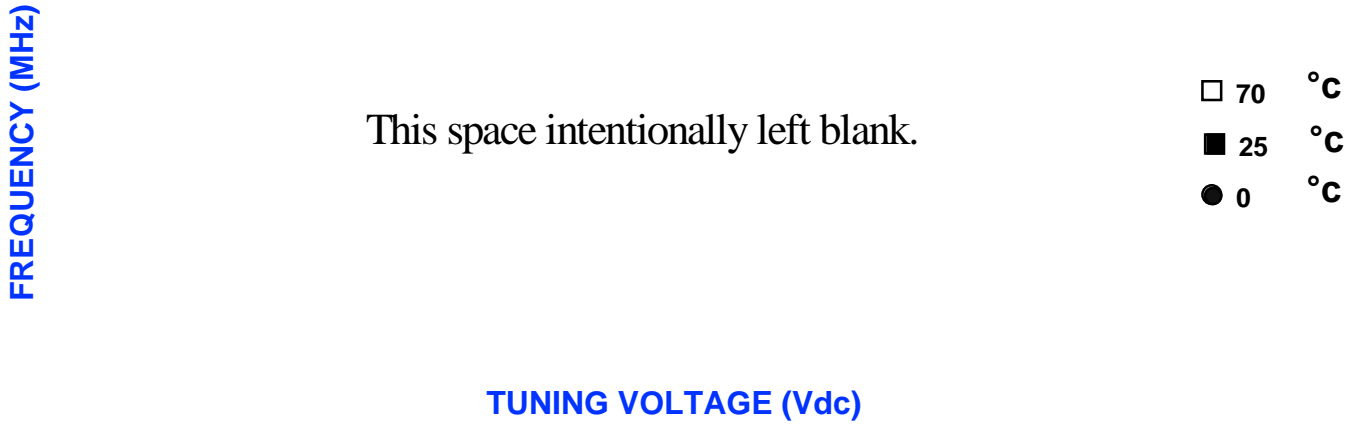 FREQUENCY (MHz)
This space intentionally left blank.
70 °C
25 °C
0 °C
TUNING VOLTAGE (Vdc)